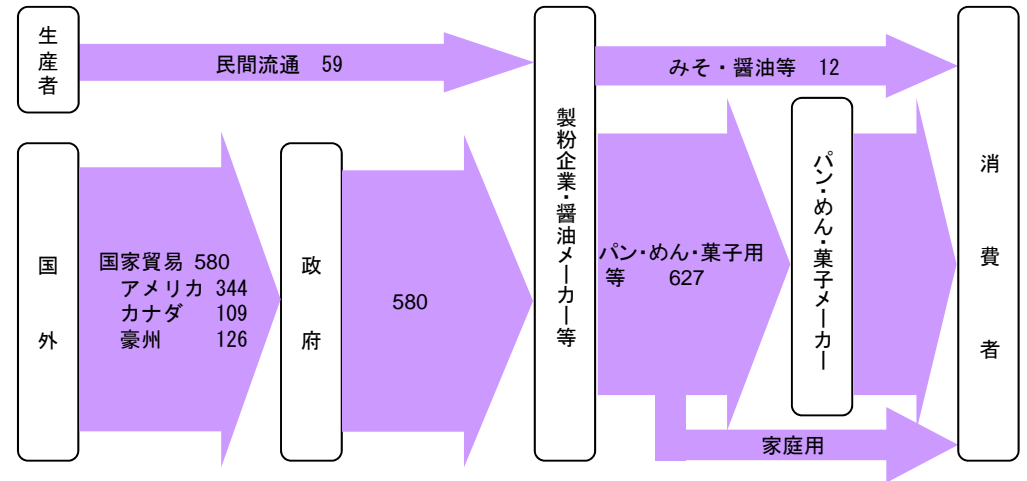 生産者
民間流通 59
みそ・醤油等 12
国外
国家貿易 580
アメリカ 344
カナダ 109
豪州 126
政府
580
製粉企業・醤油メーカー等
パン・めん・菓子用
等 627
パン・めん・菓子メーカー
家庭用
消費者